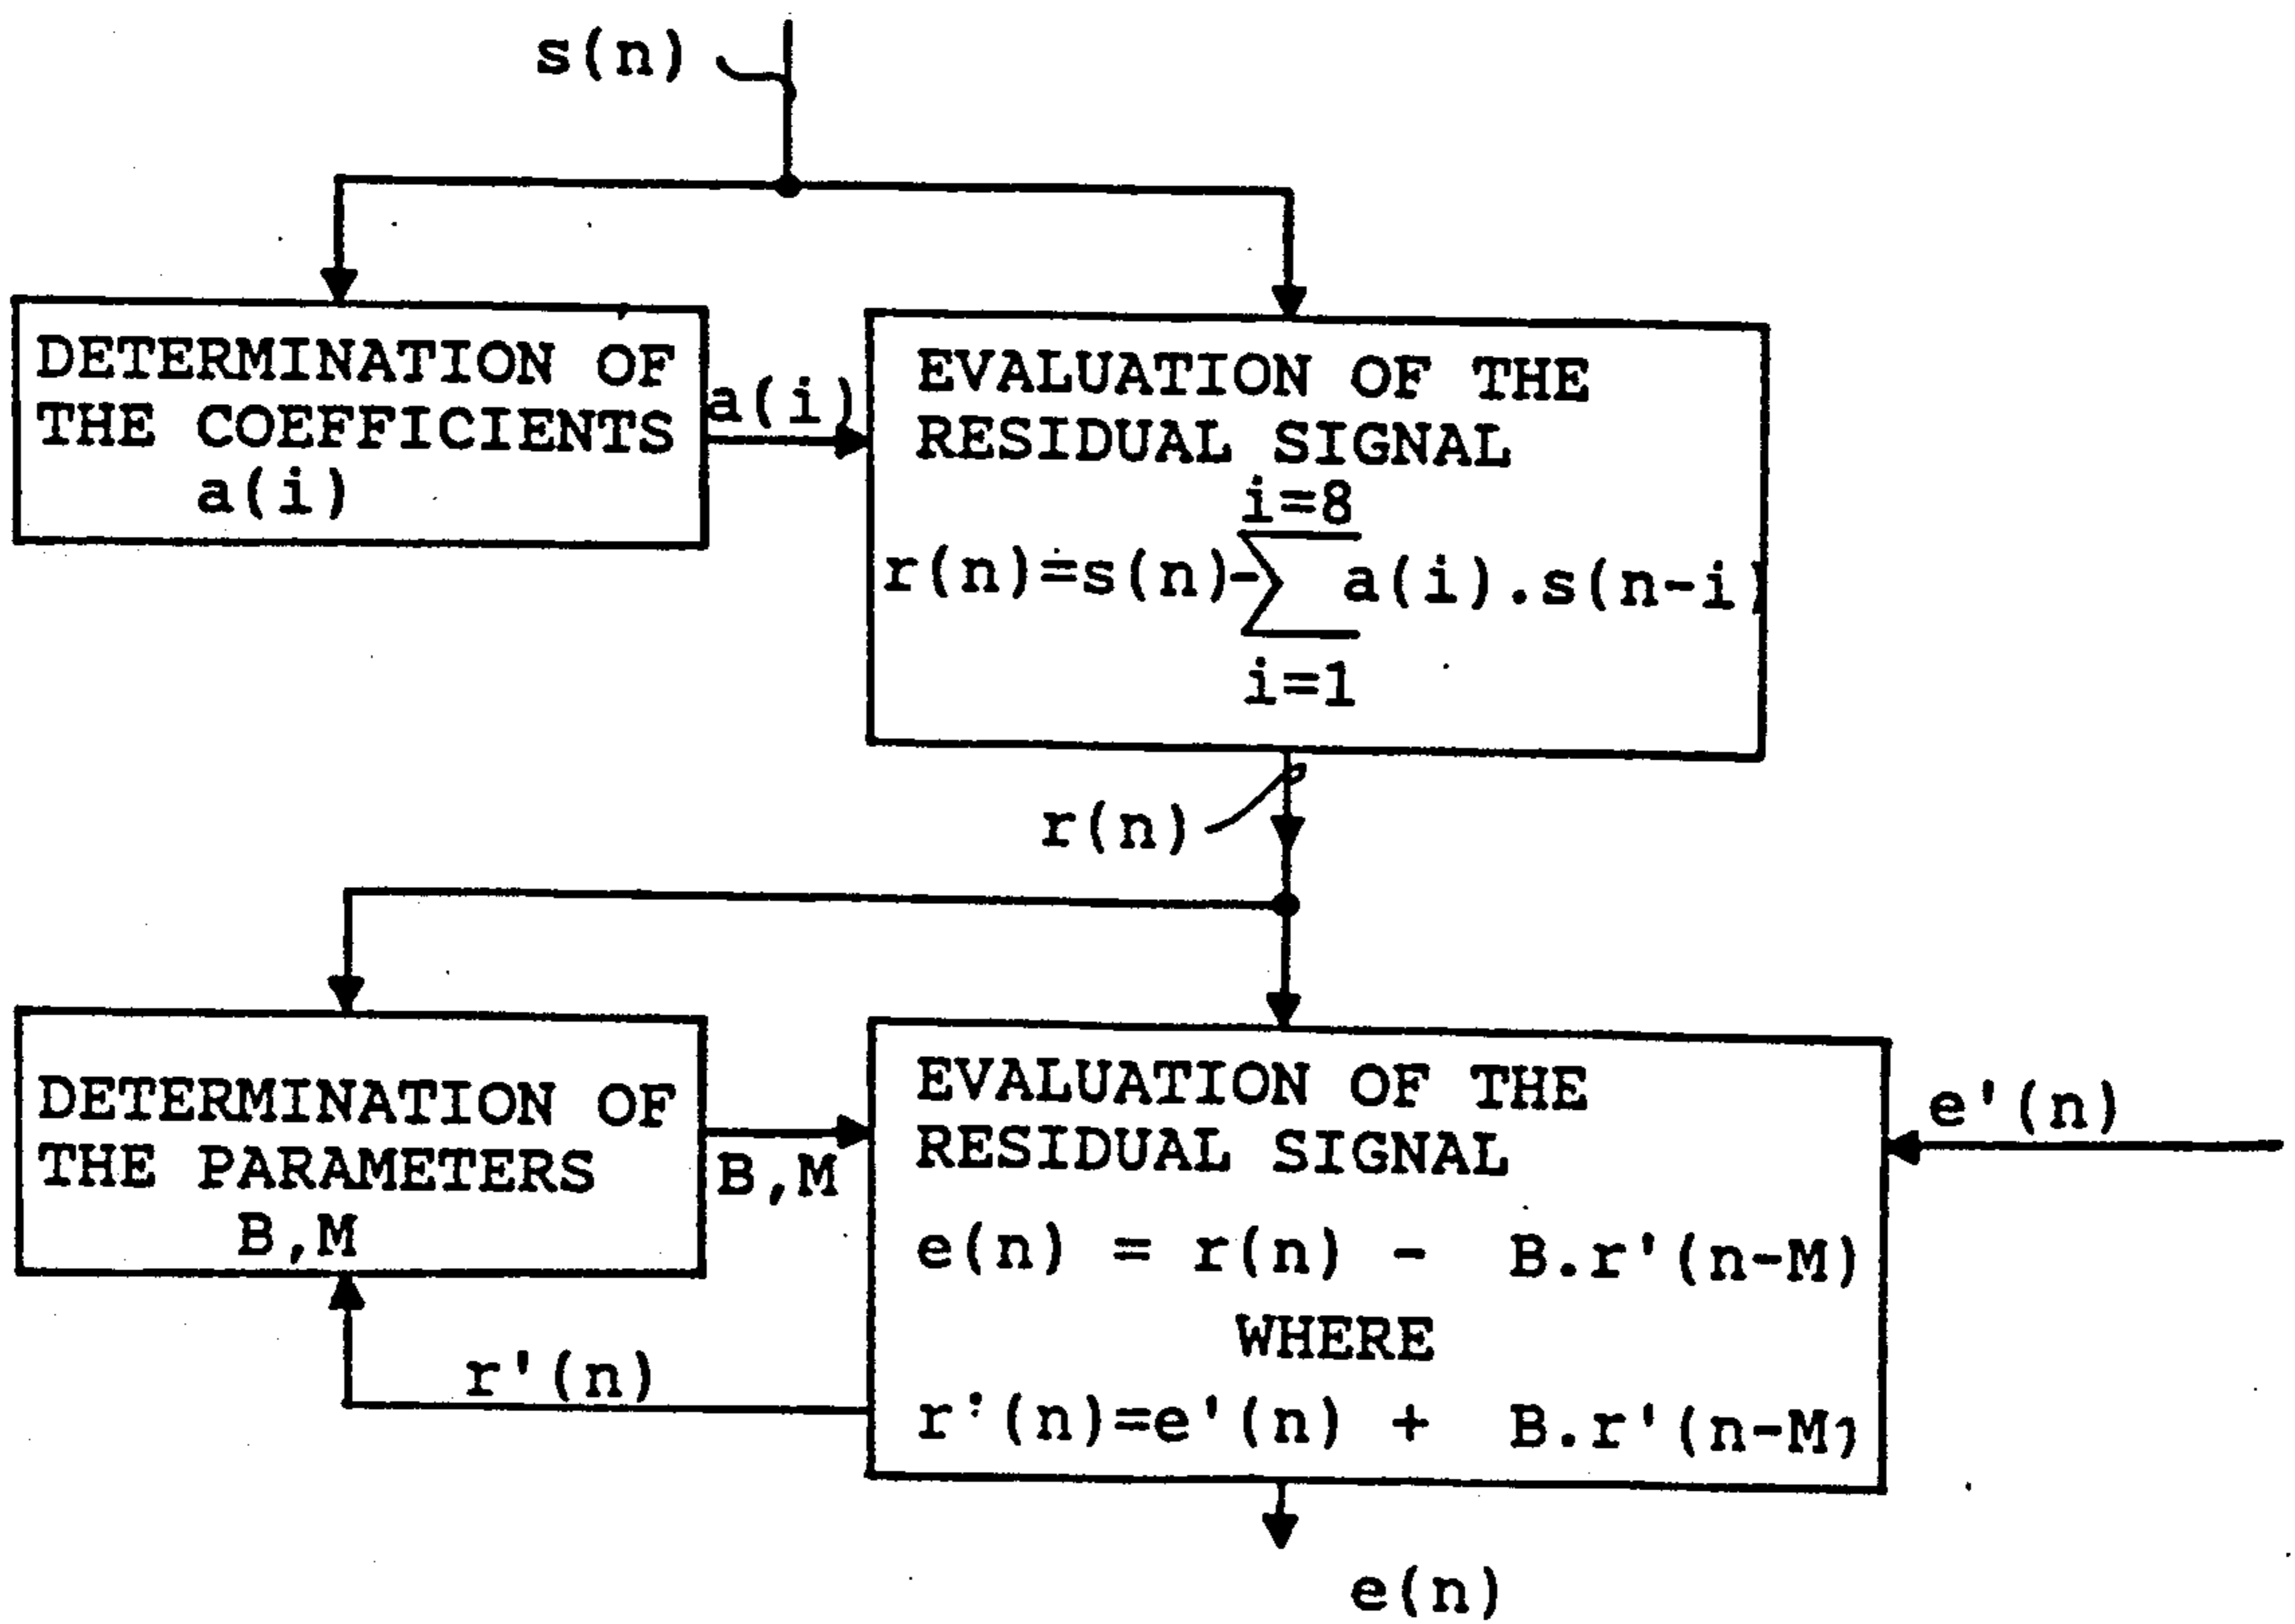 s(n)
DETERMINATION OF
THE COEFFICIENTS
a(i)
a(i)
EVALUATION OF THE
RESIDUAL SIGNAL
i=8
r(n)=s(n)-∑ a(i).s(n-i)
i=1
r(n)
DETERMINATION OF
THE PARAMETERS
B,M
B,M
EVALUATION OF THE
RESIDUAL SIGNAL
e(n) = r(n) - B.r'(n-M)
WHERE
r'(n)=e'(n) + B.r'(n-M)
e'(n)
r'(n)
e(n)